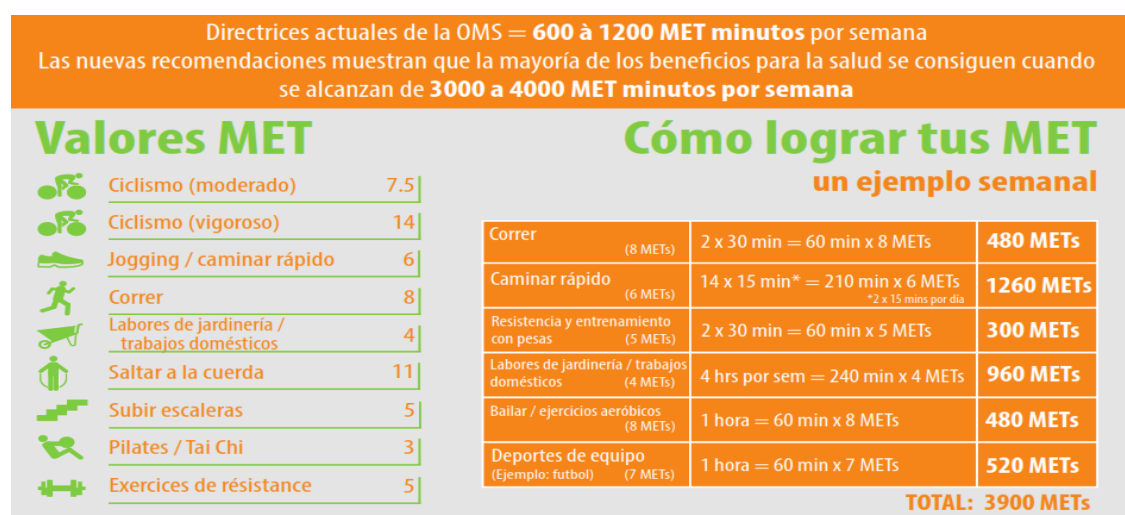 Directrices actuales de la OMS = 600 à 1200 MET minutos por semana
Las nuevas recomendaciones muestran que la mayoría de los beneficios para la salud se consiguen cuando
se alcanzan de 3000 a 4000 MET minutos por semana
Valores MET
Ciclismo (moderado) 7.5
Ciclismo (vigoroso) 14
Jogging / caminar rápido 6
Correr 8
Labores de jardinería /
trabajos domésticos 4
Saltar a la cuerda 11
Subir escaleras 5
Pilates / Tai Chi 3
Exercices de résistance 5
Cómo lograr tus MET
un ejemplo semanal
Correr
(8 METs)
2 x 30 min = 60 min x 8 METs
480 METs
Caminar rápido
(6 METs)
14 x 15 min* = 210 min x 6 METs
*2 x 15 mins por día
1260 METs
Resistencia y entrenamiento
con pesas (5 METs)
2 x 30 min = 60 min x 5 METs
300 METs
Labores de jardinería / trabajos
domésticos (4 METs)
4 hrs por sem = 240 min x 4 METs
960 METs
Bailar / ejercicios aeróbicos
(8 METs)
1 hora = 60 min x 8 METs
480 METs
Deportes de equipo
(Ejemplo: futbol) (7 METs)
1 hora = 60 min x 7 METs
520 METs
TOTAL: 3900 METs